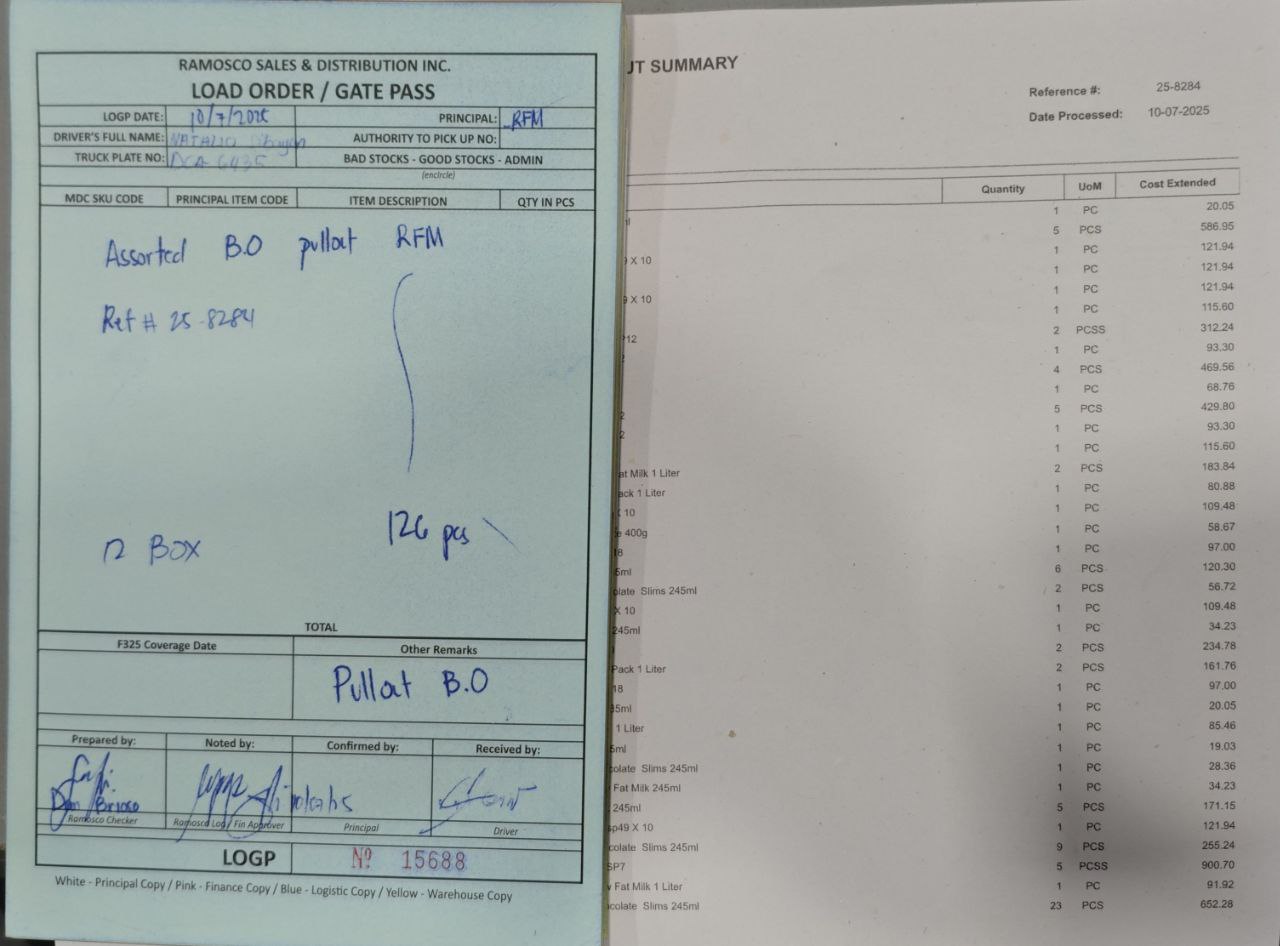 RAMOSCO SALES & DISTRIBUTION INC.
LOAD ORDER / GATE PASS
LOGP DATE: 10/7/2025 PRINCIPAL: RFM
DRIVER'S FULL NAME: NATALIO AUTHORITY TO PICK UP NO:
TRUCK PLATE NO: BAD STOCKS - GOOD STOCKS - ADMIN
(encircle)
MDC SKU CODE PRINCIPAL ITEM CODE ITEM DESCRIPTION QTY IN PCS
Assorted B.O pullout RFM
Ref # 25-8284
126 pcs
12 BOX
TOTAL
F325 Coverage Date Other Remarks
Pullout B.O
Prepared by: Noted by: Confirmed by: Received by:
Brioso
Ramosco Checker Ramosco Log / Fin Approver Principal Driver
LOGP Nº 15688
White - Principal Copy / Pink - Finance Copy / Blue - Logistic Copy / Yellow - Warehouse Copy
UT SUMMARY
Reference #: 25-8284
Date Processed: 10-07-2025
Quantity UoM Cost Extended
1 PC 20.05
5 PCS 586.95
X 10 1 PC 121.94
1 PC 121.94
X 10 1 PC 121.94
1 PC 115.60
12 2 PCSS 312.24
1 PC 93.30
4 PCS 469.56
1 PC 68.76
2 5 PCS 429.80
2 1 PC 93.30
1 PC 115.60
at Milk 1 Liter 2 PCS 183.84
ack 1 Liter 1 PC 80.88
X 10 1 PC 109.48
e 400g 1 PC 58.67
18 1 PC 97.00
5ml 6 PCS 120.30
olate Slims 245ml 2 PCS 56.72
X 10 1 PC 109.48
245ml 1 PC 34.23
2 PCS 234.78
Pack 1 Liter 2 PCS 161.76
18 1 PC 97.00
35ml 1 PC 20.05
1 Liter 1 PC 85.46
5ml 1 PC 19.03
colate Slims 245ml 1 PC 28.36
Fat Milk 245ml 1 PC 34.23
245ml 5 PCS 171.15
sp49 X 10 1 PC 121.94
colate Slims 245ml 9 PCS 255.24
SP7 5 PCSS 900.70
w Fat Milk 1 Liter 1 PC 91.92
colate Slims 245ml 23 PCS 652.28